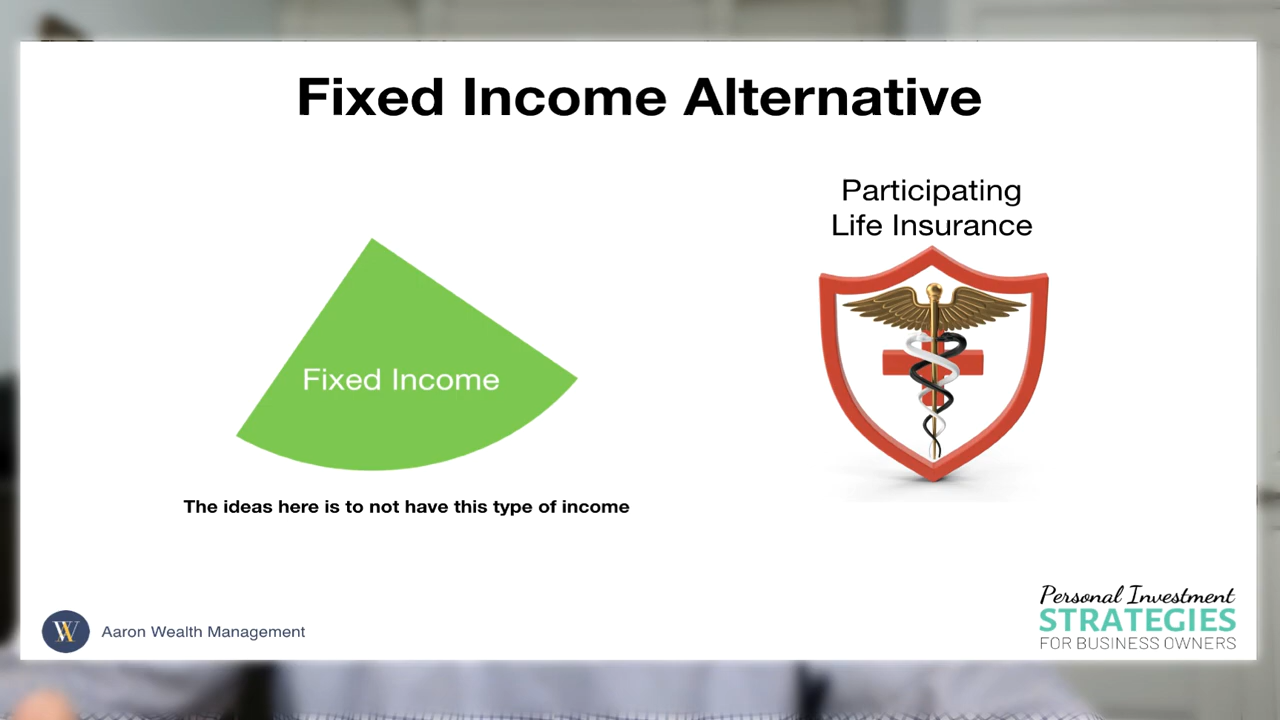 Fixed Income Alternative
Participating
Life Insurance
Fixed Income
The ideas here is to not have this type of income
Aaron Wealth Management
Personal Investment
STRATEGIES
FOR BUSINESS OWNERS